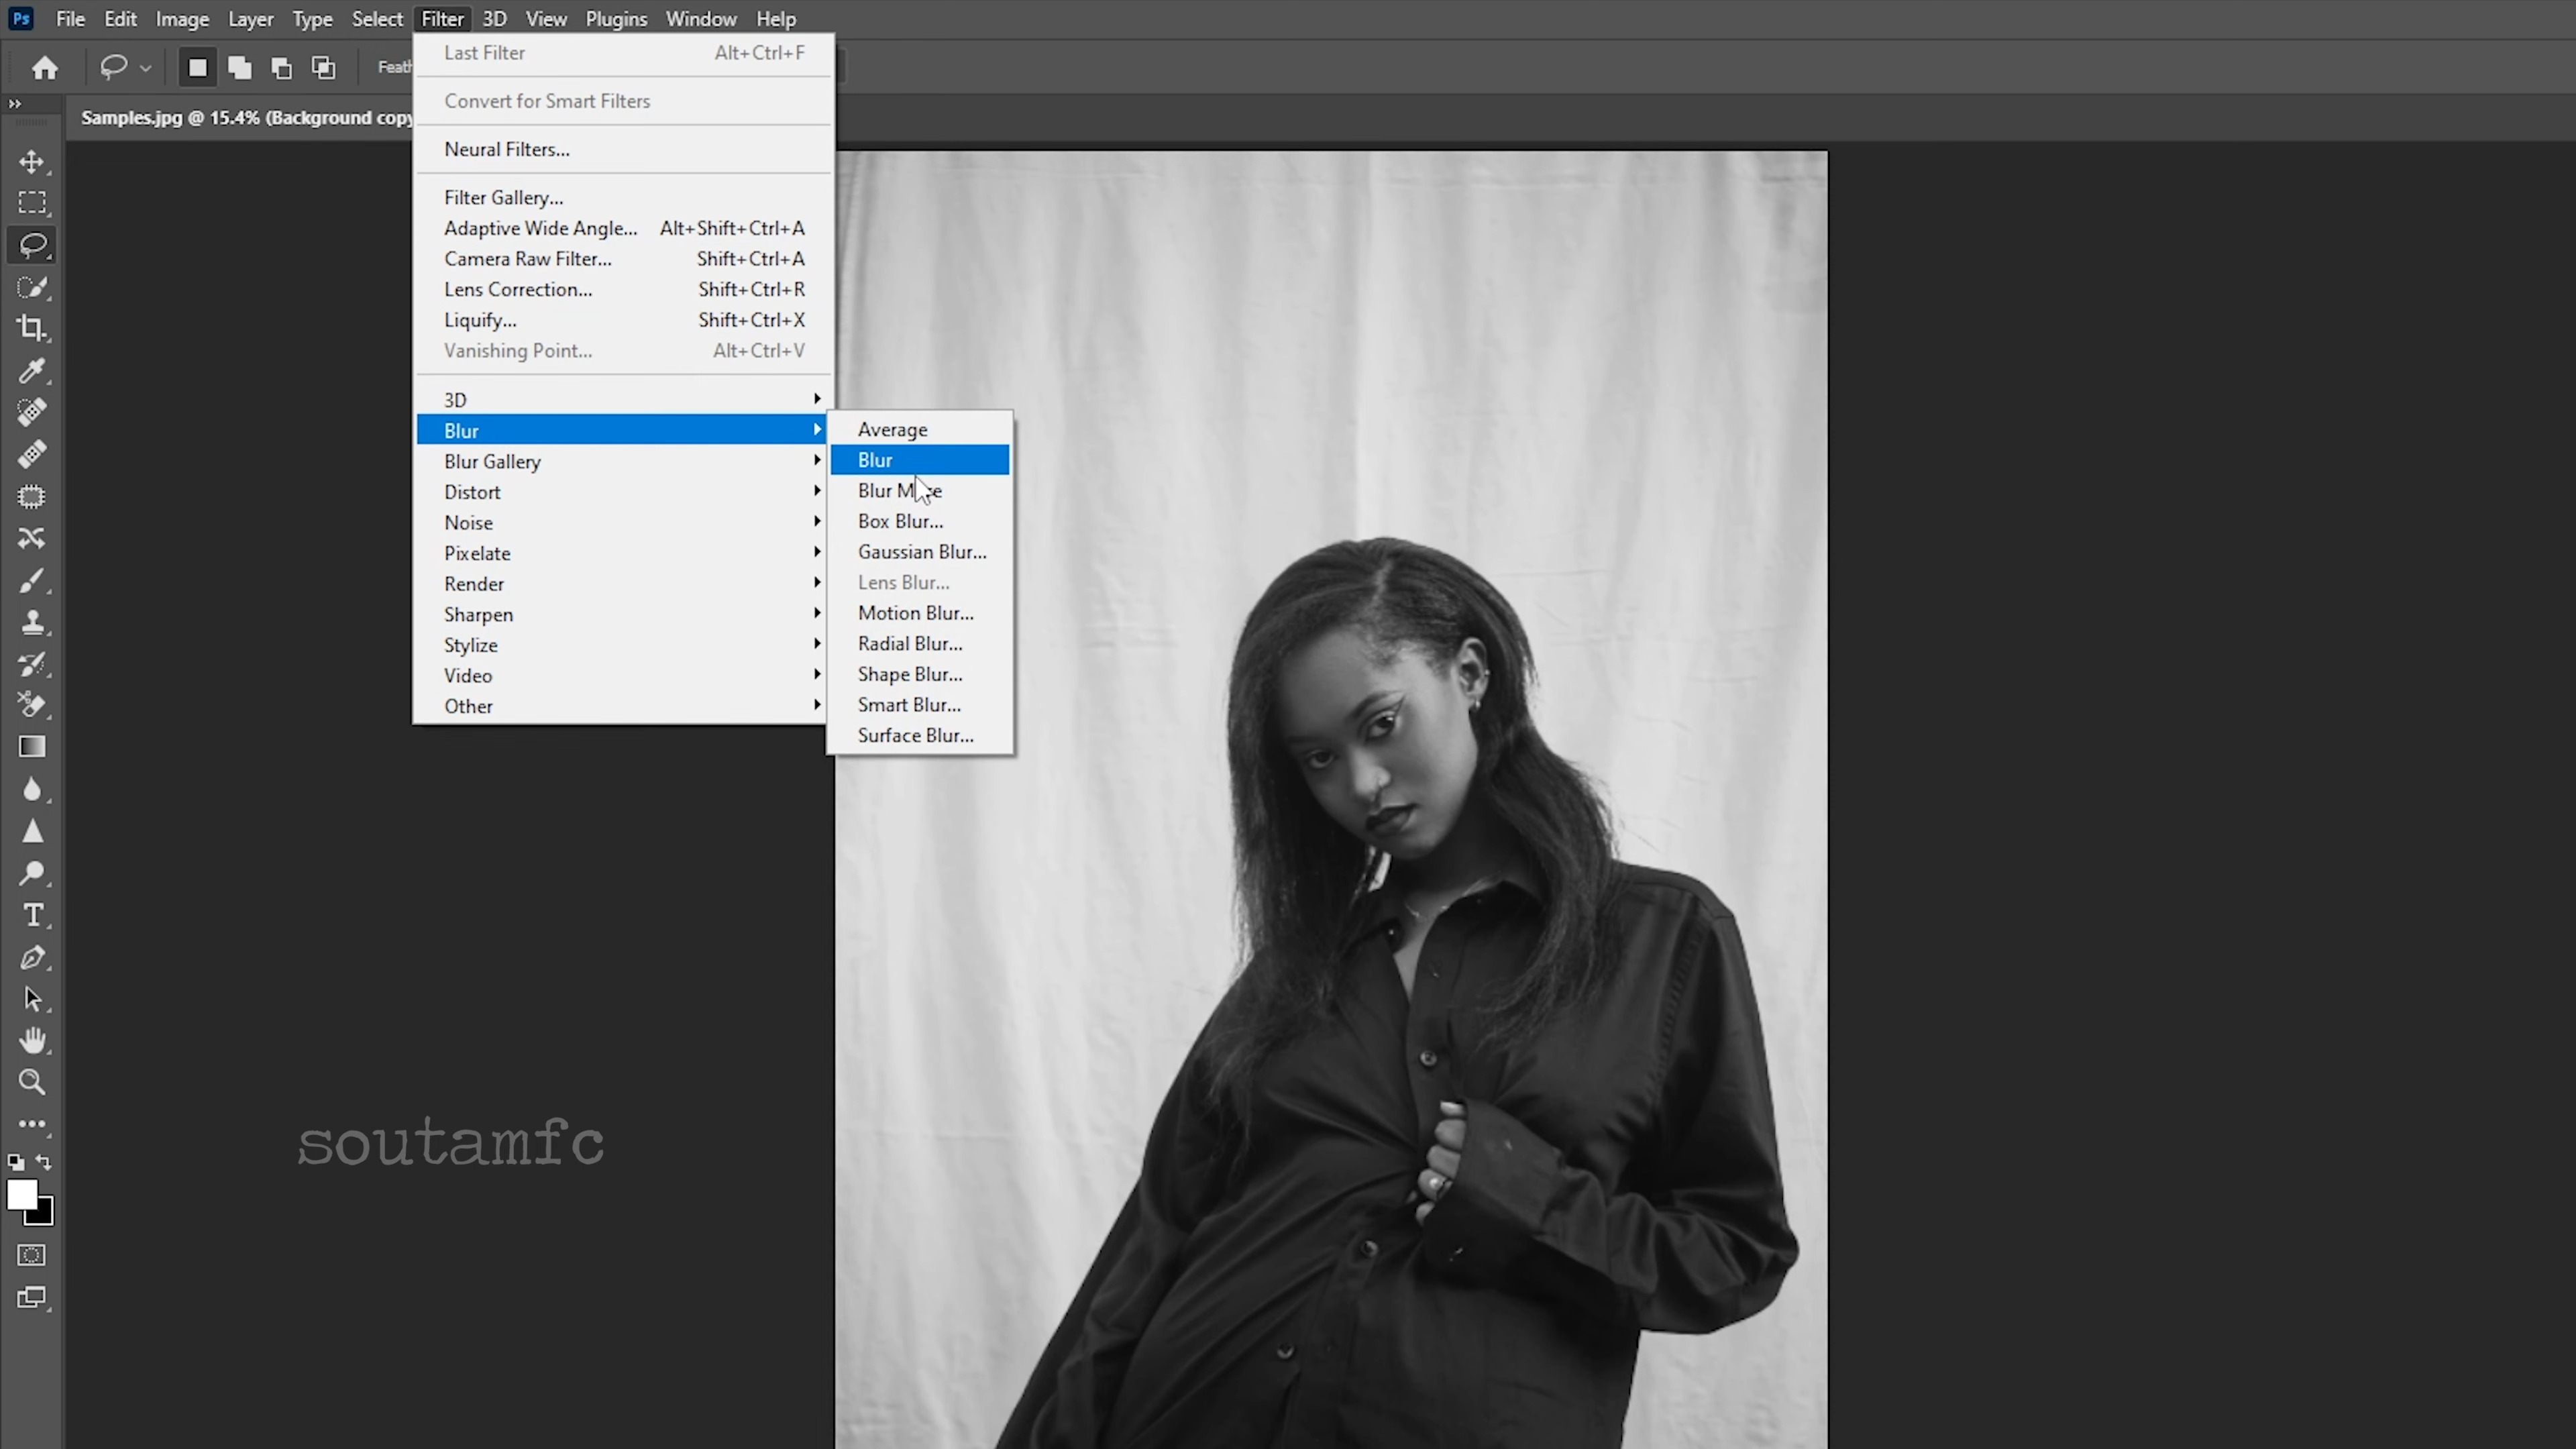 Ps File Edit Image Layer Type Select Filter 3D View Plugins Window Help
Samples.jpg @ 15.4% (Background copy
Last Filter Alt+Ctrl+F
Convert for Smart Filters
Neural Filters...
Filter Gallery...
Adaptive Wide Angle... Alt+Shift+Ctrl+A
Camera Raw Filter... Shift+Ctrl+A
Lens Correction... Shift+Ctrl+R
Liquify... Shift+Ctrl+X
Vanishing Point... Alt+Ctrl+V
3D
Blur
Blur Gallery
Distort
Noise
Pixelate
Render
Sharpen
Stylize
Video
Other
Average
Blur
Blur More
Box Blur...
Gaussian Blur...
Lens Blur...
Motion Blur...
Radial Blur...
Shape Blur...
Smart Blur...
Surface Blur...
soutamfc